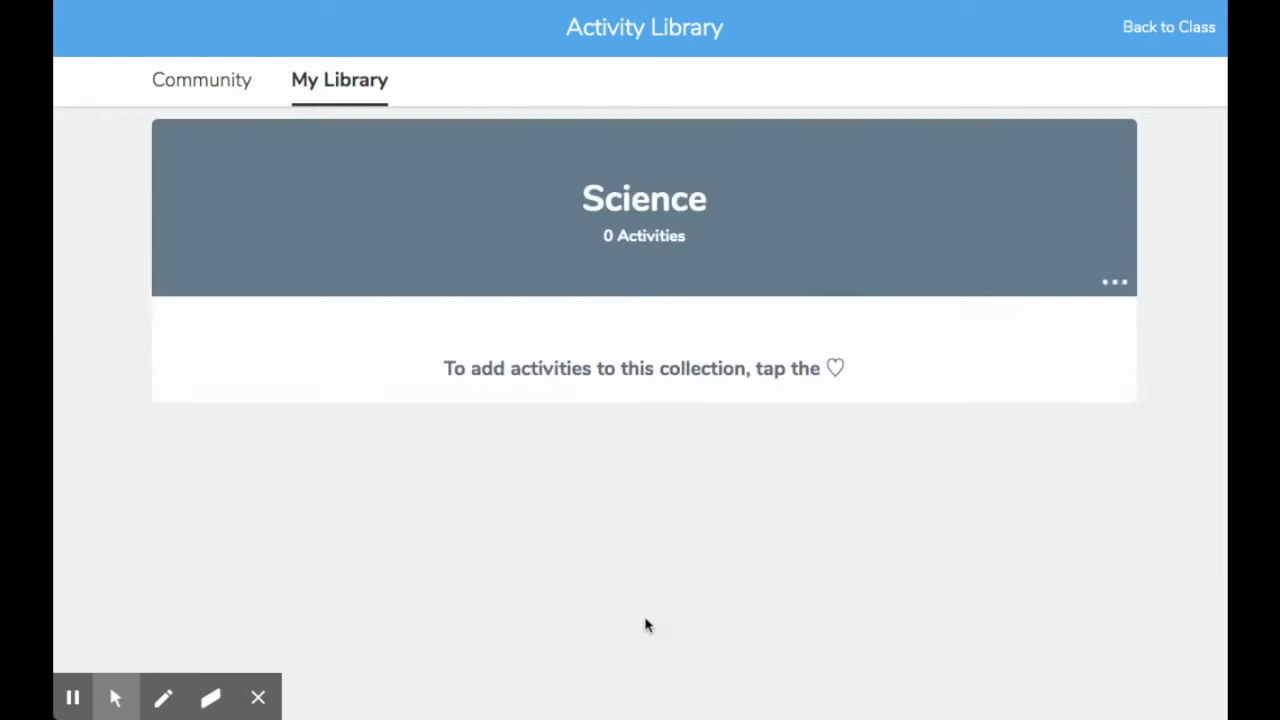 Activity Library
Back to Class
Community
My Library
Science
0 Activities
To add activities to this collection, tap the ♡